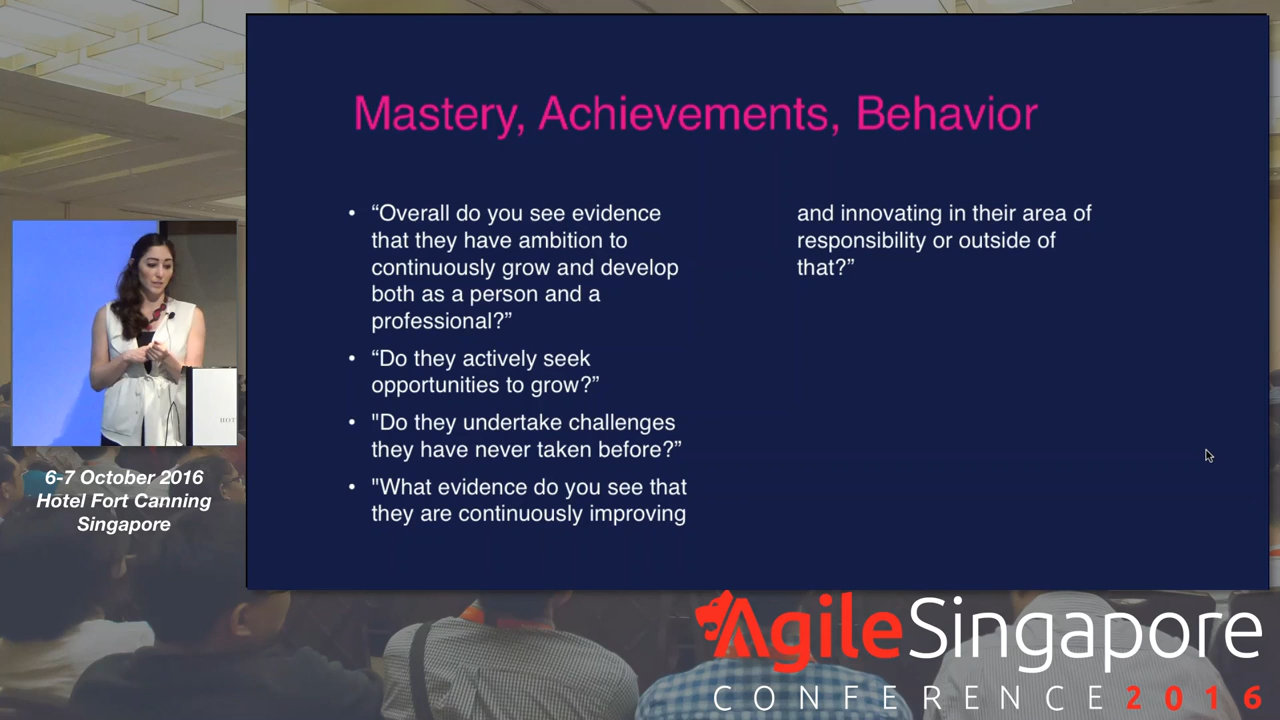 Mastery, Achievements, Behavior
• “Overall do you see evidence
that they have ambition to
continuously grow and develop
both as a person and a
professional?”
• “Do they actively seek
opportunities to grow?”
• "Do they undertake challenges
they have never taken before?”
• "What evidence do you see that
they are continuously improving
and innovating in their area of
responsibility or outside of
that?”
HOT
6-7 October 2016
Hotel Fort Canning
Singapore
AgileSingapore
CONFERENCE 2016